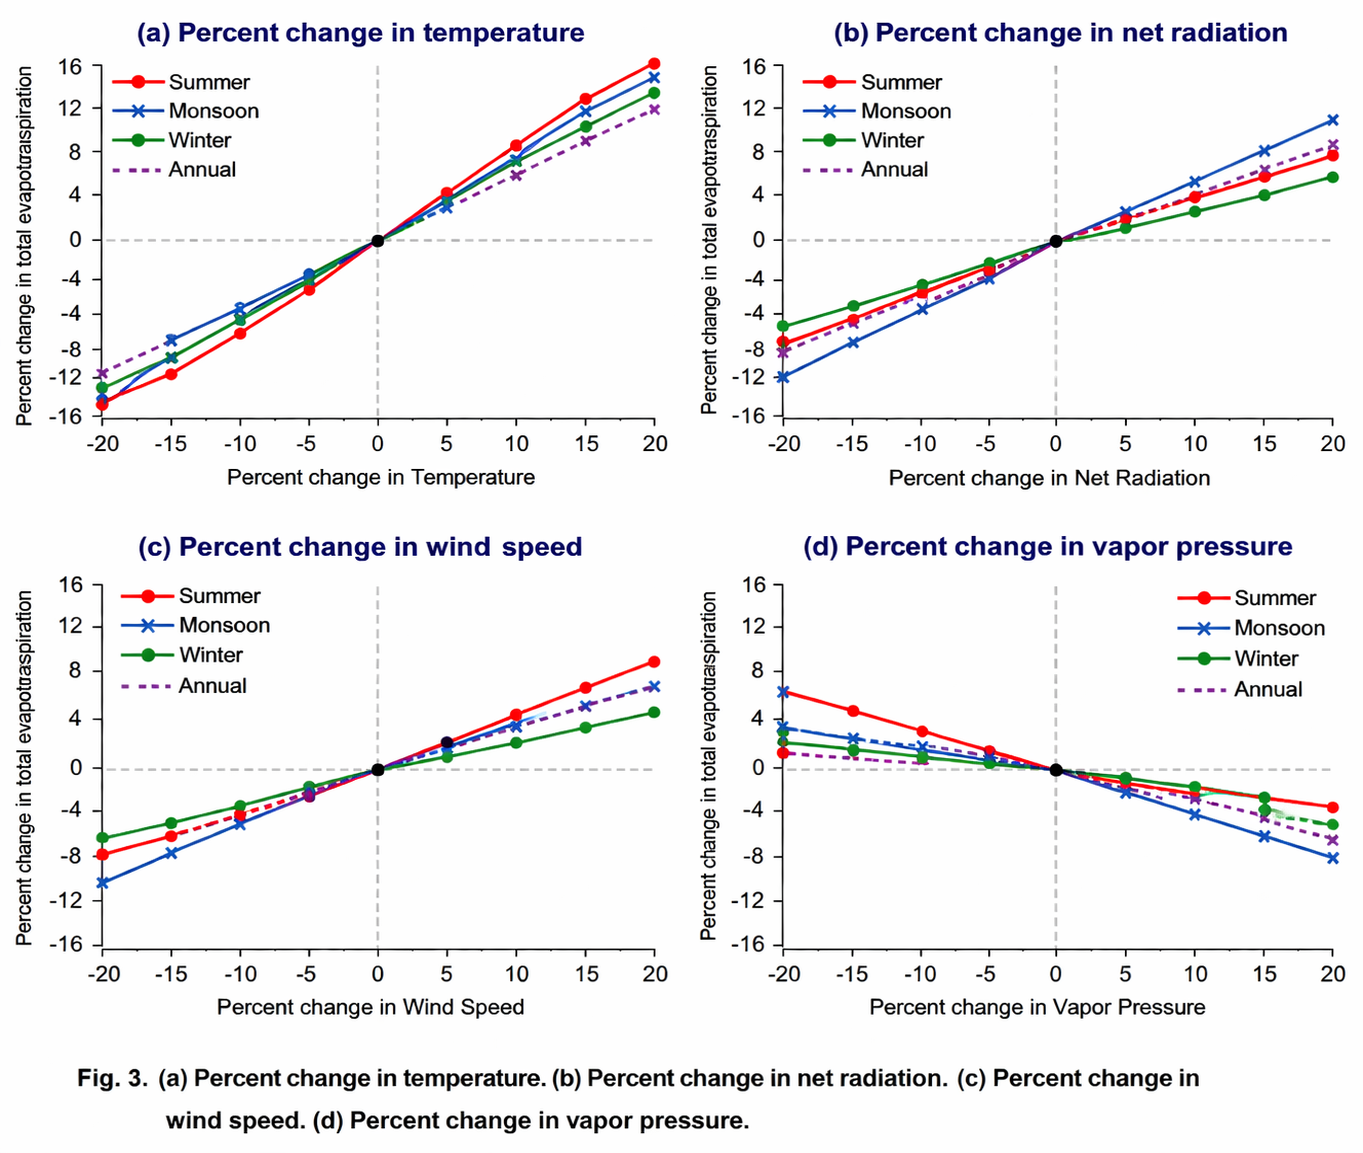 (a) Percent change in temperature
Percent change in total evapotraspiration
16
12
8
4
0
-4
-4
-8
-12
-16
Summer
Monsoon
Winter
Annual
-20 -15 -10 -5 0 5 10 15 20
Percent change in Temperature
(b) Percent change in net radiation
Percent change in total evapotraspiration
16
12
8
4
0
-4
-4
-8
-12
-16
Summer
Monsoon
Winter
Annual
-20 -15 -10 -5 0 5 10 15 20
Percent change in Net Radiation
(c) Percent change in wind speed
Percent change in total evapotraspiration
16
12
8
4
0
-4
-8
-12
-16
Summer
Monsoon
Winter
Annual
-20 -15 -10 -5 0 5 10 15 20
Percent change in Wind Speed
(d) Percent change in vapor pressure
Percent change in total evapotraspiration
16
12
8
4
0
-4
-8
-12
-16
Summer
Monsoon
Winter
Annual
-20 -15 -10 -5 0 5 10 15 20
Percent change in Vapor Pressure
Fig. 3. (a) Percent change in temperature. (b) Percent change in net radiation. (c) Percent change in
wind speed. (d) Percent change in vapor pressure.